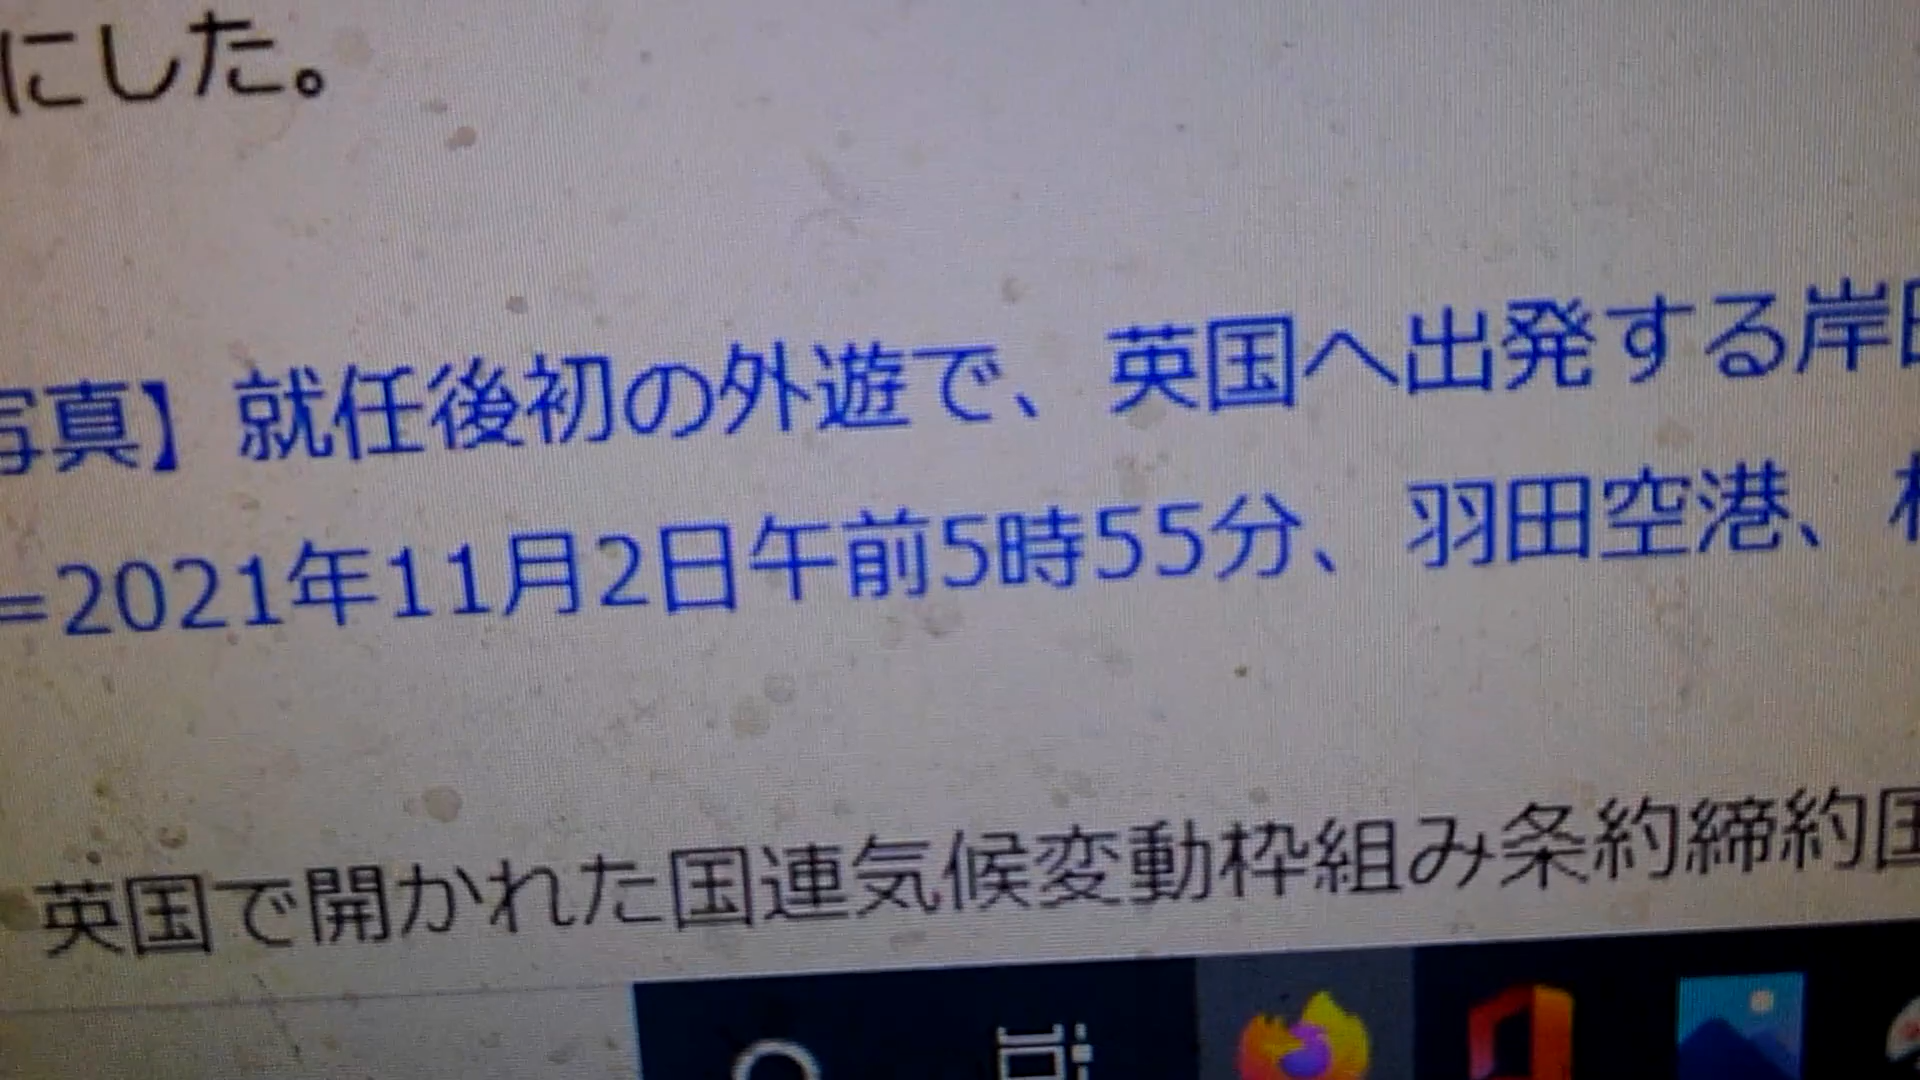 にした。
写真】就任後初の外遊で、英国へ出発する岸田
=2021年11月2日午前5時55分、羽田空港、
英国で開かれた国連気候変動枠組み条約締約国